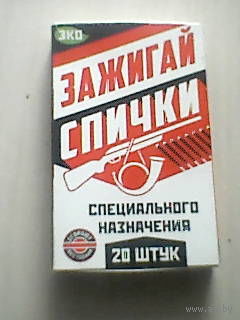 ЭКО
ЗАЖИГАЙ
СПИЧКИ
СПЕЦИАЛЬНОГО
НАЗНАЧЕНИЯ
20 ШТУК